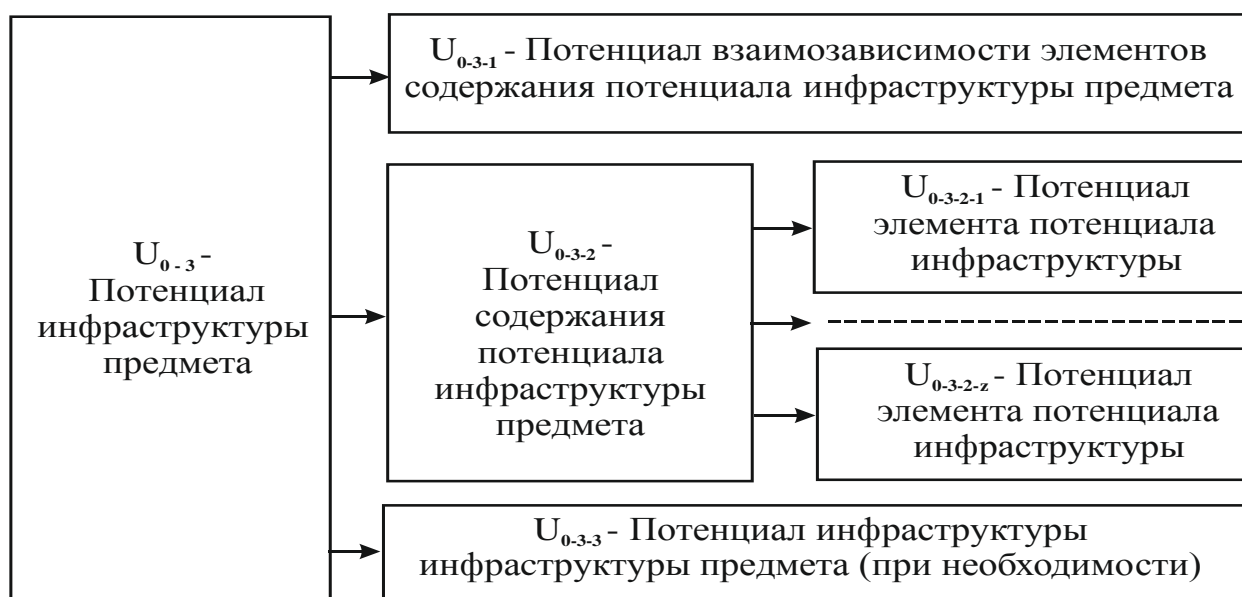 U0-3 -
Потенциал
инфраструктуры
предмета
U0-3-1 - Потенциал взаимозависимости элементов
содержания потенциала инфраструктуры предмета
U0-3-2 -
Потенциал
содержания
потенциала
инфраструктуры
предмета
U0-3-2-1 - Потенциал
элемента потенциала
инфраструктуры
U0-3-2-z - Потенциал
элемента потенциала
инфраструктуры
U0-3-3 - Потенциал инфраструктуры
инфраструктуры предмета (при необходимости)